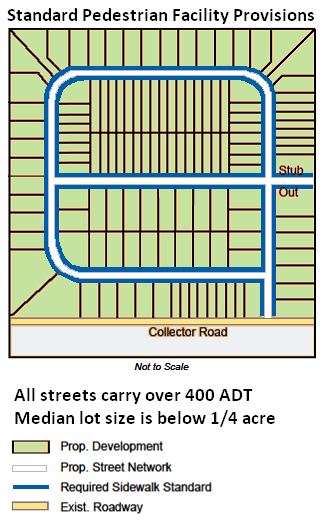 Standard Pedestrian Facility Provisions
Stub
Out
Collector Road
Not to Scale
All streets carry over 400 ADT
Median lot size is below 1/4 acre
Prop. Development
Prop. Street Network
Required Sidewalk Standard
Exist. Roadway